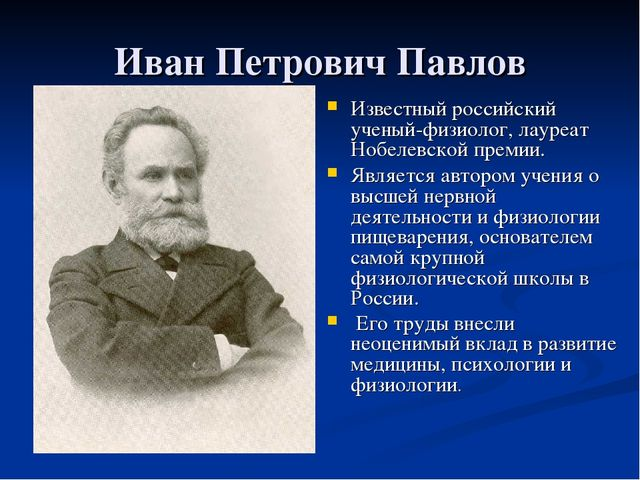 Иван Петрович Павлов
Известный российский
ученый-физиолог, лауреат
Нобелевской премии.
Является автором учения о
высшей нервной
деятельности и физиологии
пищеварения, основателем
самой крупной
физиологической школы в
России.
Его труды внесли
неоценимый вклад в развитие
медицины, психологии и
физиологии.